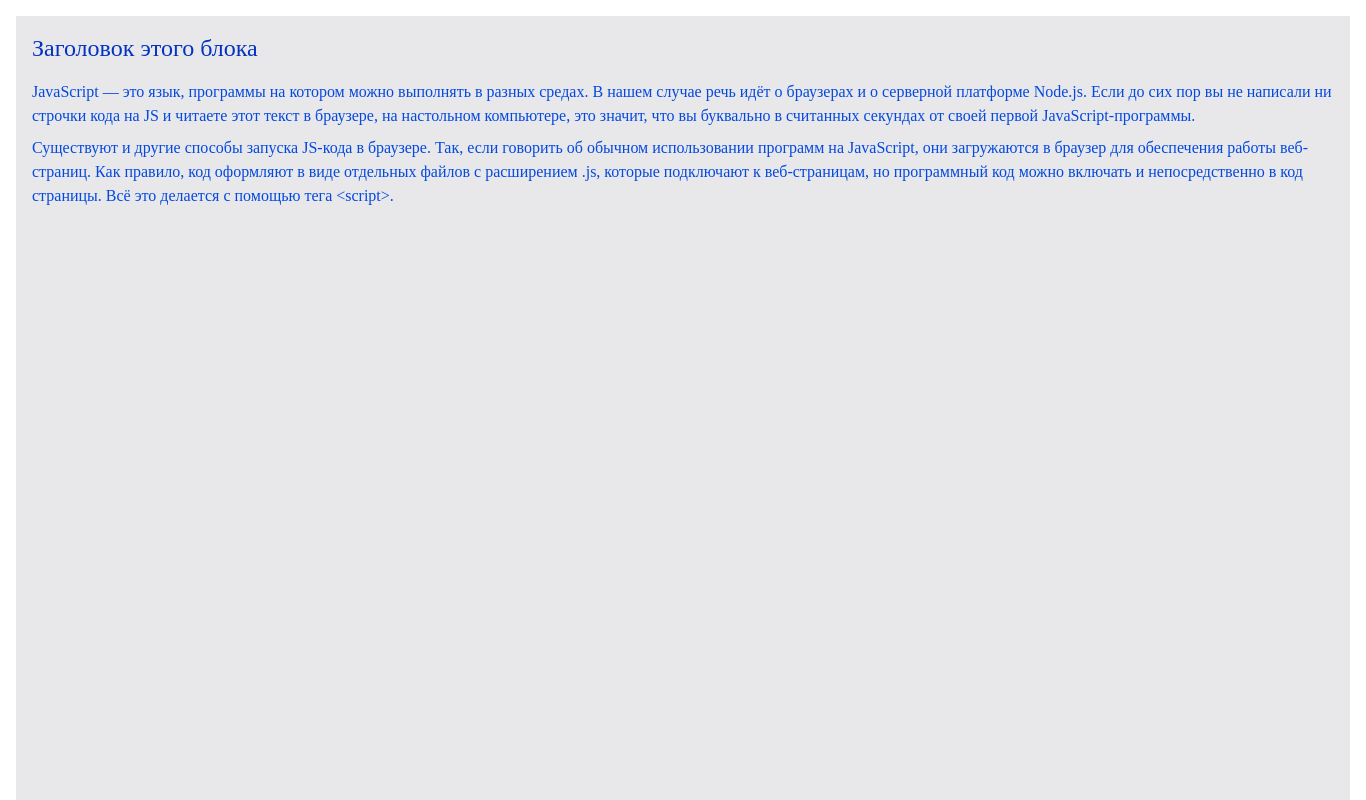 Заголовок этого блока
JavaScript — это язык, программы на котором можно выполнять в разных средах. В нашем случае речь идёт о браузерах и о серверной платформе Node.js. Если до сих пор вы не написали ни
строчки кода на JS и читаете этот текст в браузере, на настольном компьютере, это значит, что вы буквально в считанных секундах от своей первой JavaScript-программы.
Существуют и другие способы запуска JS-кода в браузере. Так, если говорить об обычном использовании программ на JavaScript, они загружаются в браузер для обеспечения работы веб-
страниц. Как правило, код оформляют в виде отдельных файлов с расширением .js, которые подключают к веб-страницам, но программный код можно включать и непосредственно в код
страницы. Всё это делается с помощью тега <script>.